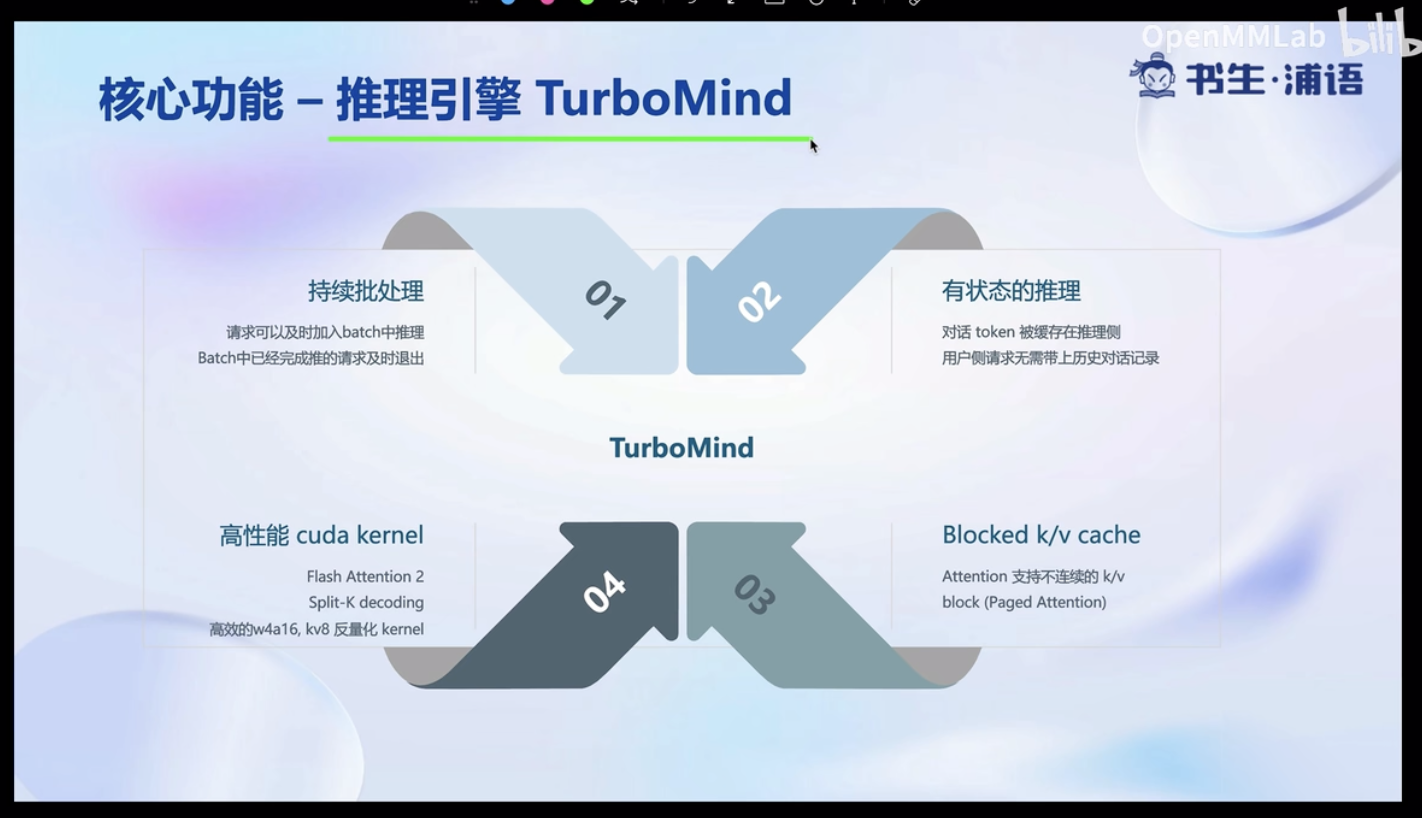 OpenMMLab bilib
书生·浦语
核心功能 – 推理引擎 TurboMind
持续批处理
请求可以及时加入batch中推理
Batch中已经完成推的请求及时退出
01
02
有状态的推理
对话 token 被缓存在推理侧
用户侧请求无需带上历史对话记录
TurboMind
高性能 cuda kernel
Flash Attention 2
Split-K decoding
高效的w4a16, kv8 反量化 kernel
04
03
Blocked k/v cache
Attention 支持不连续的 k/v
block (Paged Attention)